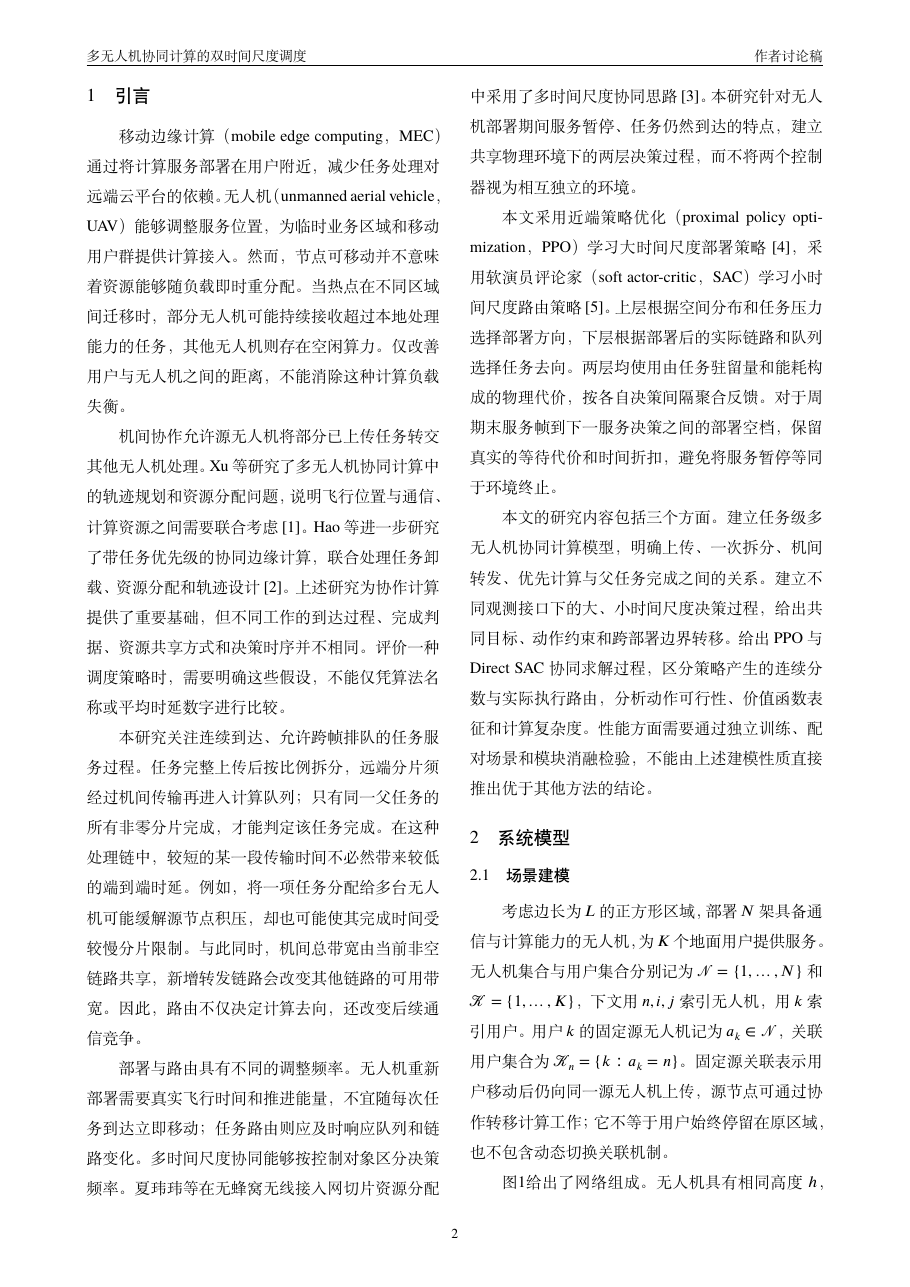 多无人机协同计算的双时间尺度调度
作者讨论稿
1 引言
移动边缘计算（mobile edge computing，MEC）
通过将计算服务部署在用户附近，减少任务处理对
远端云平台的依赖。无人机（unmanned aerial vehicle，
UAV）能够调整服务位置，为临时业务区域和移动
用户群提供计算接入。然而，节点可移动并不意味
着资源能够随负载即时重分配。当热点在不同区域
间迁移时，部分无人机可能持续接收超过本地处理
能力的任务，其他无人机则存在空闲算力。仅改善
用户与无人机之间的距离，不能消除这种计算负载
失衡。
机间协作允许源无人机将部分已上传任务转交
其他无人机处理。Xu 等研究了多无人机协同计算中
的轨迹规划和资源分配问题，说明飞行位置与通信、
计算资源之间需要联合考虑 [1]。Hao 等进一步研究
了带任务优先级的协同边缘计算，联合处理任务卸
载、资源分配和轨迹设计 [2]。上述研究为协作计算
提供了重要基础，但不同工作的到达过程、完成判
据、资源共享方式和决策时序并不相同。评价一种
调度策略时，需要明确这些假设，不能仅凭算法名
称或平均时延数字进行比较。
本研究关注连续到达、允许跨帧排队的任务服
务过程。任务完整上传后按比例拆分，远端分片须
经过机间传输再进入计算队列；只有同一父任务的
所有非零分片完成，才能判定该任务完成。在这种
处理链中，较短的某一段传输时间不必然带来较低
的端到端时延。例如，将一项任务分配给多台无人
机可能缓解源节点积压，却也可能使其完成时间受
较慢分片限制。与此同时，机间总带宽由当前非空
链路共享，新增转发链路会改变其他链路的可用带
宽。因此，路由不仅决定计算去向，还改变后续通
信竞争。
部署与路由具有不同的调整频率。无人机重新
部署需要真实飞行时间和推进能量，不宜随每次任
务到达立即移动；任务路由则应及时响应队列和链
路变化。多时间尺度协同能够按控制对象区分决策
频率。夏玮玮等在无蜂窝无线接入网切片资源分配
中采用了多时间尺度协同思路 [3]。本研究针对无人
机部署期间服务暂停、任务仍然到达的特点，建立
共享物理环境下的两层决策过程，而不将两个控制
器视为相互独立的环境。
本文采用近端策略优化（proximal policy opti-
mization，PPO）学习大时间尺度部署策略 [4]，采
用软演员评论家（soft actor-critic，SAC）学习小时
间尺度路由策略 [5]。上层根据空间分布和任务压力
选择部署方向，下层根据部署后的实际链路和队列
选择任务去向。两层均使用由任务驻留量和能耗构
成的物理代价，按各自决策间隔聚合反馈。对于周
期末服务帧到下一服务决策之间的部署空档，保留
真实的等待代价和时间折扣，避免将服务暂停等同
于环境终止。
本文的研究内容包括三个方面。建立任务级多
无人机协同计算模型，明确上传、一次拆分、机间
转发、优先计算与父任务完成之间的关系。建立不
同观测接口下的大、小时间尺度决策过程，给出共
同目标、动作约束和跨部署边界转移。给出 PPO 与
Direct SAC 协同求解过程，区分策略产生的连续分
数与实际执行路由，分析动作可行性、价值函数表
征和计算复杂度。性能方面需要通过独立训练、配
对场景和模块消融检验，不能由上述建模性质直接
推出优于其他方法的结论。
2 系统模型
2.1 场景建模
考虑边长为 L 的正方形区域，部署 N 架具备通
信与计算能力的无人机，为 K 个地面用户提供服务。
无人机集合与用户集合分别记为 𝒩 = {1, … , N} 和
𝒦 = {1, … , K}，下文用 n, i, j 索引无人机，用 k 索
引用户。用户 k 的固定源无人机记为 aₖ ∈ 𝒩，关联
用户集合为 𝒦ₙ = {k ∶ aₖ = n}。固定源关联表示用
户移动后仍向同一源无人机上传，源节点可通过协
作转移计算工作；它不等于用户始终停留在原区域，
也不包含动态切换关联机制。
图1给出了网络组成。无人机具有相同高度 h，
2